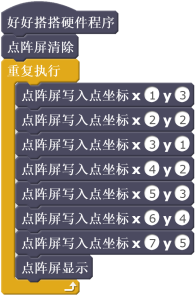 好好搭搭硬件程序
点阵屏清除
重复执行
点阵屏写入点坐标 x 1 y 3
点阵屏写入点坐标 x 2 y 2
点阵屏写入点坐标 x 3 y 1
点阵屏写入点坐标 x 4 y 2
点阵屏写入点坐标 x 5 y 3
点阵屏写入点坐标 x 6 y 4
点阵屏写入点坐标 x 7 y 5
点阵屏显示